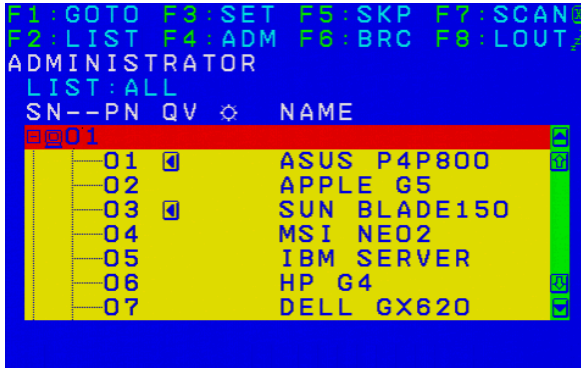 F1:GOTO F3:SET F5:SKP F7:SCAN
F2:LIST F4:ADM F6:BRC F8:LOUT
ADMINISTRATOR
LIST:ALL
SN--PN QV NAME
01
01 ASUS P4P800
02 APPLE G5
03 SUN BLADE150
04 MSI NEO2
05 IBM SERVER
06 HP G4
07 DELL GX620